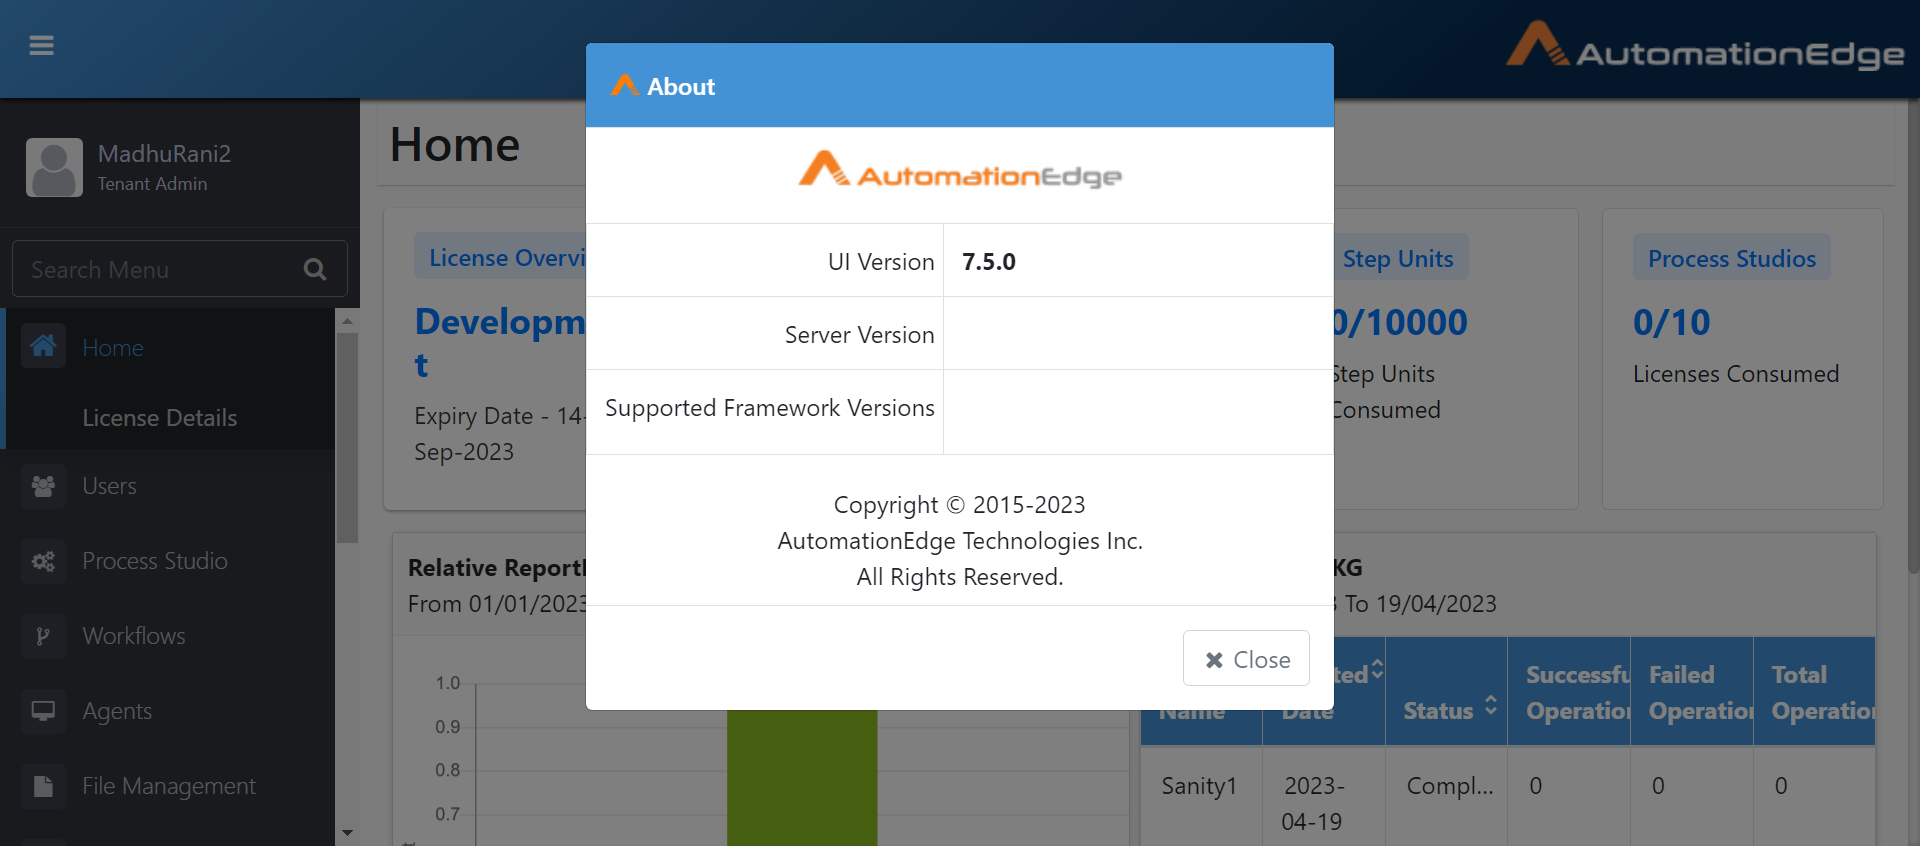 AutomationEdge
MadhuRani2
Tenant Admin
Search Menu
Home
License Details
Users
Process Studio
Workflows
Agents
File Management
Home
License Overvi
Developm
t
Expiry Date - 14-
Sep-2023
Step Units
0/10000
Step Units
Consumed
Process Studios
0/10
Licenses Consumed
About
AutomationEdge
UI Version 7.5.0
Server Version
Supported Framework Versions
Copyright © 2015-2023
AutomationEdge Technologies Inc.
All Rights Reserved.
Close
Relative Report
From 01/01/2023
1.0
0.9
0.8
0.7
KG
To 19/04/2023
Name
ted
Date
Status
Successfu
Operation
Failed
Operation
Total
Operation
Sanity1
2023-
04-19
Compl...
0
0
0